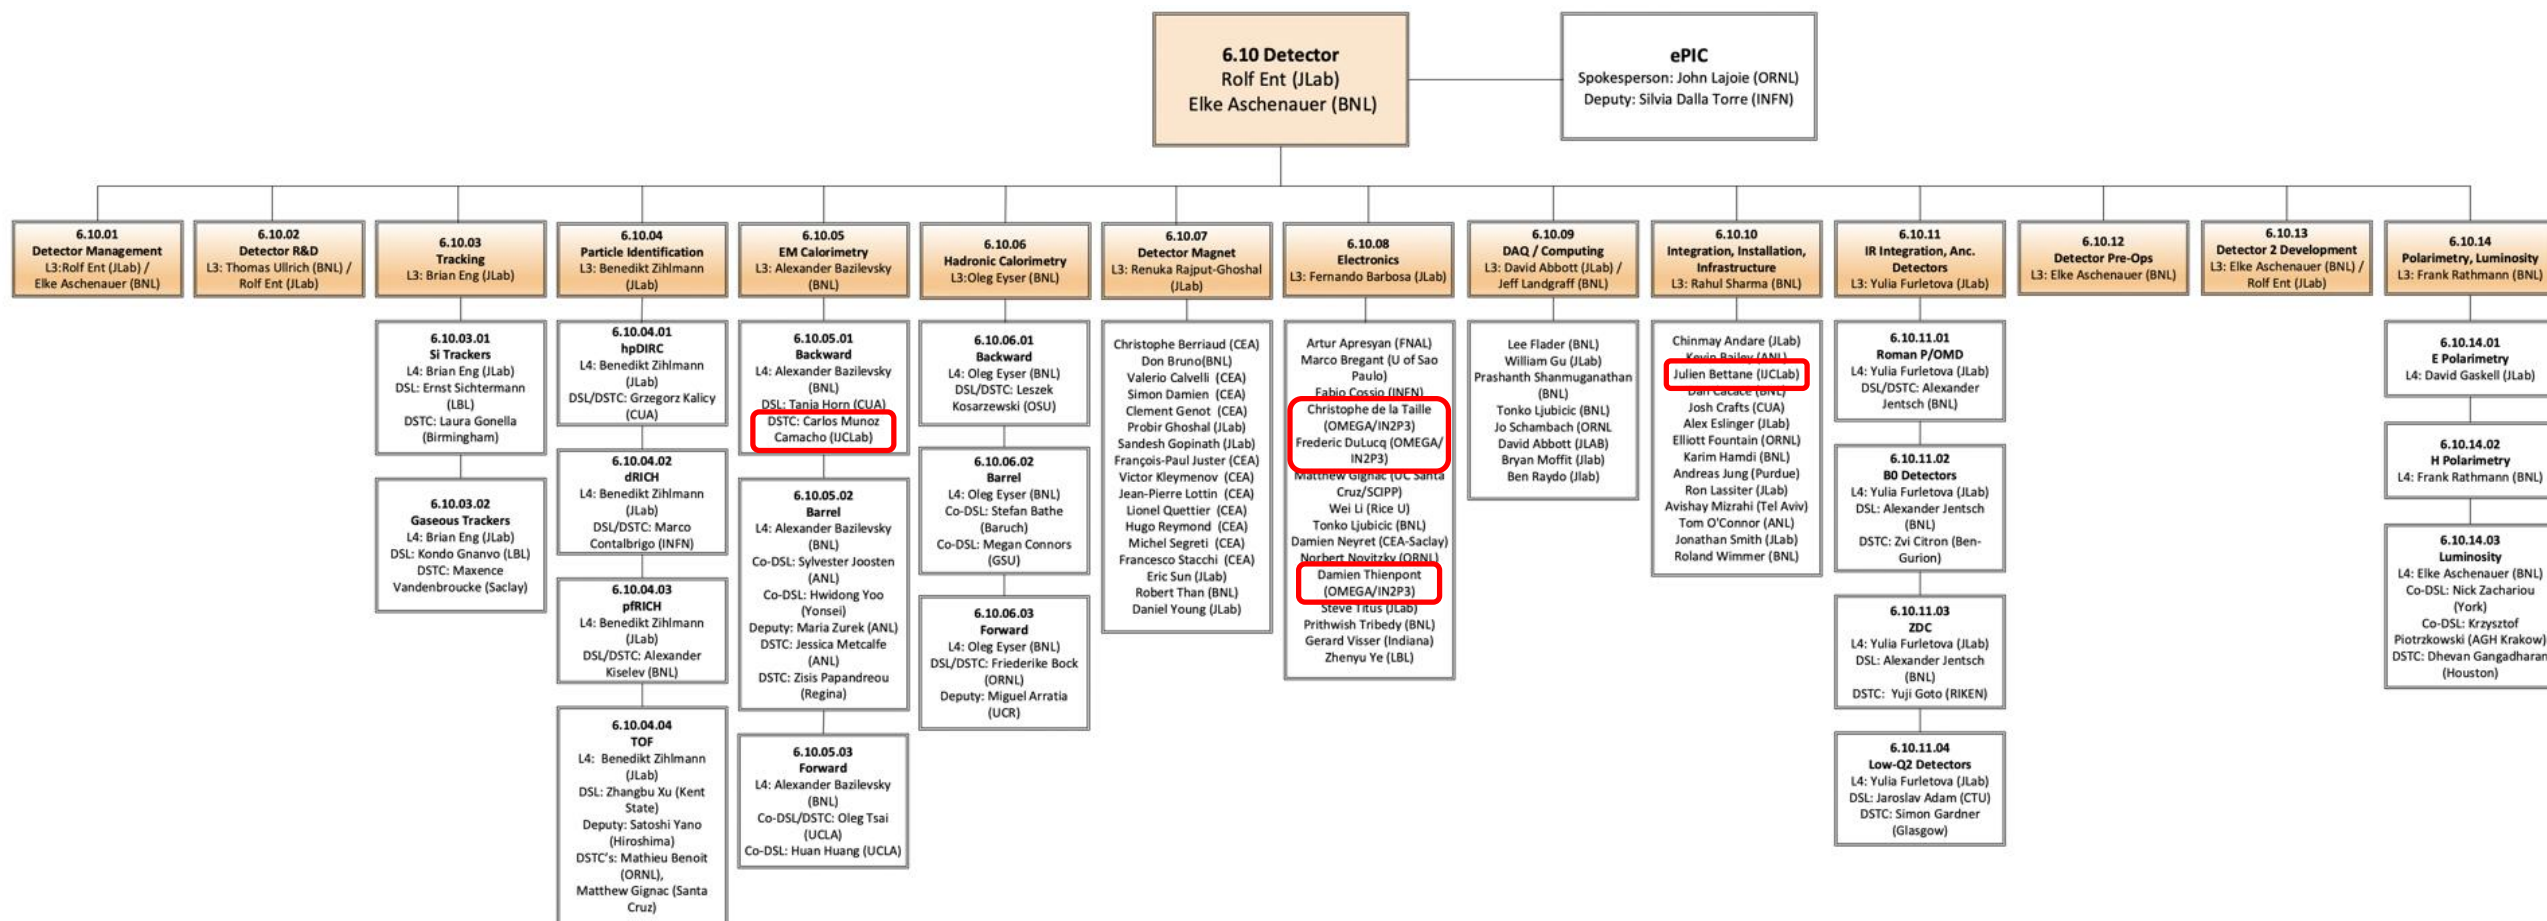 6.10 Detector
Rolf Ent (JLab)
Elke Aschenauer (BNL)
ePIC
Spokesperson: John Lajoie (ORNL)
Deputy: Silvia Dalla Torre (INFN)
6.10.01
Detector Management
L3:Rolf Ent (JLab) /
Elke Aschenauer (BNL)
6.10.02
Detector R&D
L3: Thomas Ullrich (BNL) /
Rolf Ent (JLab)
6.10.03
Tracking
L3: Brian Eng (JLab)
6.10.03.01
Si Trackers
L4: Brian Eng (JLab)
DSL: Ernst Sichtermann
(LBL)
DSTC: Laura Gonella
(Birmingham)
6.10.03.02
Gaseous Trackers
L4: Brian Eng (JLab)
DSL: Kondo Gnanvo (LBL)
DSTC: Maxence
Vandenbroucke (Saclay)
6.10.04
Particle Identification
L3: Benedikt Zihlmann
(JLab)
6.10.04.01
hpDIRC
L4: Benedikt Zihlmann
(JLab)
DSL/DSTC: Grzegorz Kalicy
(CUA)
6.10.04.02
dRICH
L4: Benedikt Zihlmann
(JLab)
DSL/DSTC: Marco
Contalbrigo (INFN)
6.10.04.03
pfRICH
L4: Benedikt Zihlmann
(JLab)
DSL/DSTC: Alexander
Kiselev (BNL)
6.10.04.04
TOF
L4: Benedikt Zihlmann
(JLab)
DSL: Zhangbu Xu (Kent
State)
Deputy: Satoshi Yano
(Hiroshima)
DSTC's: Mathieu Benoit
(ORNL),
Matthew Gignac (Santa
Cruz)
6.10.05
EM Calorimetry
L3: Alexander Bazilevsky
(BNL)
6.10.05.01
Backward
L4: Alexander Bazilevsky
(BNL)
DSL: Tanja Horn (CUA)
DSTC: Carlos Munoz
Camacho (IJCLab)
6.10.05.02
Barrel
L4: Alexander Bazilevsky
(BNL)
Co-DSL: Sylvester Joosten
(ANL)
Co-DSL: Hwidong Yoo
(Yonsei)
Deputy: Maria Zurek (ANL)
DSTC: Jessica Metcalfe
(ANL)
DSTC: Zisis Papandreou
(Regina)
6.10.05.03
Forward
L4: Alexander Bazilevsky
(BNL)
Co-DSL/DSTC: Oleg Tsai
(UCLA)
Co-DSL: Huan Huang (UCLA)
6.10.06
Hadronic Calorimetry
L3:Oleg Eyser (BNL)
6.10.06.01
Backward
L4: Oleg Eyser (BNL)
DSL/DSTC: Leszek
Kosarzewski (OSU)
6.10.06.02
Barrel
L4: Oleg Eyser (BNL)
Co-DSL: Stefan Bathe
(Baruch)
Co-DSL: Megan Connors
(GSU)
6.10.06.03
Forward
L4: Oleg Eyser (BNL)
DSL/DSTC: Friederike Bock
(ORNL)
Deputy: Miguel Arratia
(UCR)
6.10.07
Detector Magnet
L3: Renuka Rajput-Ghoshal
(JLab)
Christophe Berriaud (CEA)
Don Bruno(BNL)
Valerio Calvelli (CEA)
Simon Damien (CEA)
Clement Genot (CEA)
Probir Ghoshal (JLab)
Sandesh Gopinath (JLab)
François-Paul Juster (CEA)
Victor Kleymenov (CEA)
Jean-Pierre Lottin (CEA)
Lionel Quettier (CEA)
Hugo Reymond (CEA)
Michel Segreti (CEA)
Francesco Stacchi (CEA)
Eric Sun (JLab)
Robert Than (BNL)
Daniel Young (JLab)
6.10.08
Electronics
L3: Fernando Barbosa (JLab)
Artur Apresyan (FNAL)
Marco Bregant (U of Sao
Paulo)
Fabio Cossio (INFN)
Christophe de la Taille
(OMEGA/IN2P3)
Frederic DuLucq (OMEGA/
IN2P3)
Matthew Gignac (UC Santa
Cruz/SCIPP)
Wei Li (Rice U)
Tonko Ljubicic (BNL)
Damien Neyret (CEA-Saclay)
Norbert Novitzky (ORNL)
Damien Thienpont
(OMEGA/IN2P3)
Steve Titus (JLab)
Prithwish Tribedy (BNL)
Gerard Visser (Indiana)
Zhenyu Ye (LBL)
6.10.09
DAQ / Computing
L3: David Abbott (JLab) /
Jeff Landgraff (BNL)
Lee Flader (BNL)
William Gu (JLab)
Prashanth Shanmuganathan
(BNL)
Tonko Ljubicic (BNL)
Jo Schambach (ORNL
David Abbott (JLAB)
Bryan Moffit (Jlab)
Ben Raydo (Jlab)
6.10.10
Integration, Installation,
Infrastructure
L3: Rahul Sharma (BNL)
Chinmay Andare (JLab)
Kevin Bailey (ANL)
Julien Bettane (IJCLab)
Dan Cacace (BNL)
Josh Crafts (CUA)
Alex Eslinger (JLab)
Elliott Fountain (ORNL)
Karim Hamdi (BNL)
Andreas Jung (Purdue)
Ron Lassiter (JLab)
Avishay Mizrahi (Tel Aviv)
Tom O'Connor (ANL)
Jonathan Smith (JLab)
Roland Wimmer (BNL)
6.10.11
IR Integration, Anc.
Detectors
L3: Yulia Furletova (JLab)
6.10.11.01
Roman P/OMD
L4: Yulia Furletova (JLab)
DSL/DSTC: Alexander
Jentsch (BNL)
6.10.11.02
B0 Detectors
L4: Yulia Furletova (JLab)
DSL: Alexander Jentsch
(BNL)
DSTC: Zvi Citron (Ben-
Gurion)
6.10.11.03
ZDC
L4: Yulia Furletova (JLab)
DSL: Alexander Jentsch
(BNL)
DSTC: Yuji Goto (RIKEN)
6.10.11.04
Low-Q2 Detectors
L4: Yulia Furletova (JLab)
DSL: Jaroslav Adam (CTU)
DSTC: Simon Gardner
(Glasgow)
6.10.12
Detector Pre-Ops
L3: Elke Aschenauer (BNL)
6.10.13
Detector 2 Development
L3: Elke Aschenauer (BNL) /
Rolf Ent (JLab)
6.10.14
Polarimetry, Luminosity
L3: Frank Rathmann (BNL)
6.10.14.01
E Polarimetry
L4: David Gaskell (JLab)
6.10.14.02
H Polarimetry
L4: Frank Rathmann (BNL)
6.10.14.03
Luminosity
L4: Elke Aschenauer (BNL)
Co-DSL: Nick Zachariou
(York)
Co-DSL: Krzysztof
Piotrzkowski (AGH Krakow)
DSTC: Dhevan Gangadharan
(Houston)